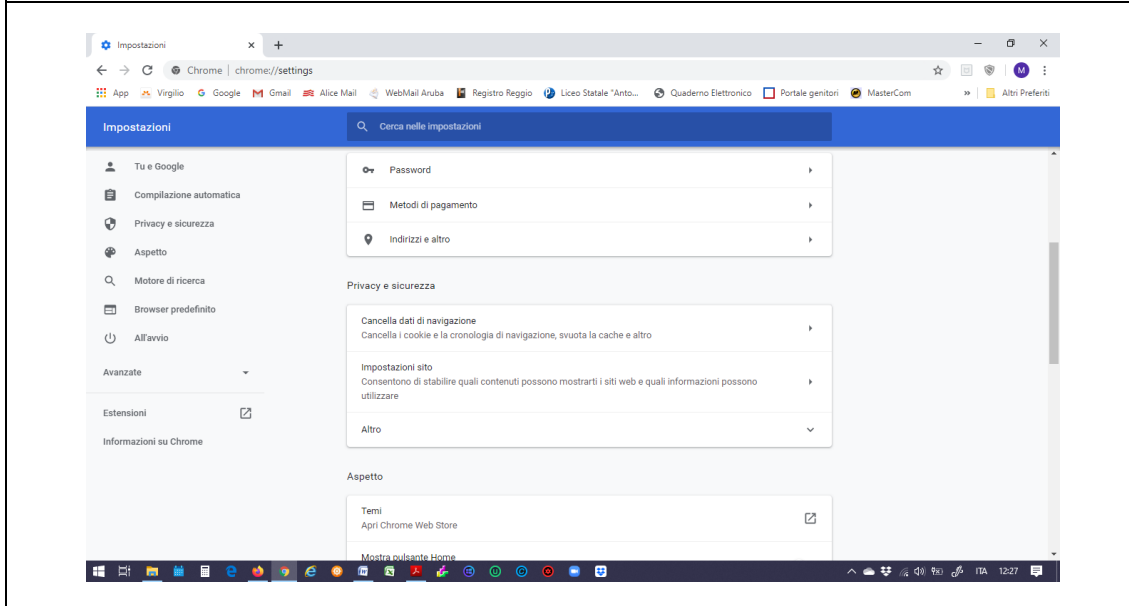 Impostazioni
Chrome | chrome://settings
M
App Virgilio Google Gmail Alice Mail WebMail Aruba Registro Reggio Liceo Statale "Anto... Quaderno Elettronico Portale genitori MasterCom » Altri Preferiti
Impostazioni
Cerca nelle impostazioni
Tu e Google
Compilazione automatica
Privacy e sicurezza
Aspetto
Motore di ricerca
Browser predefinito
All'avvio
Avanzate
Estensioni
Informazioni su Chrome
Password
Metodi di pagamento
Indirizzi e altro
Privacy e sicurezza
Cancella dati di navigazione
Cancella i cookie e la cronologia di navigazione, svuota la cache e altro
Impostazioni sito
Consentono di stabilire quali contenuti possono mostrarti i siti web e quali informazioni possono
utilizzare
Altro
Aspetto
Temi
Apri Chrome Web Store
Mostra pulsante Home
ITA 12:27